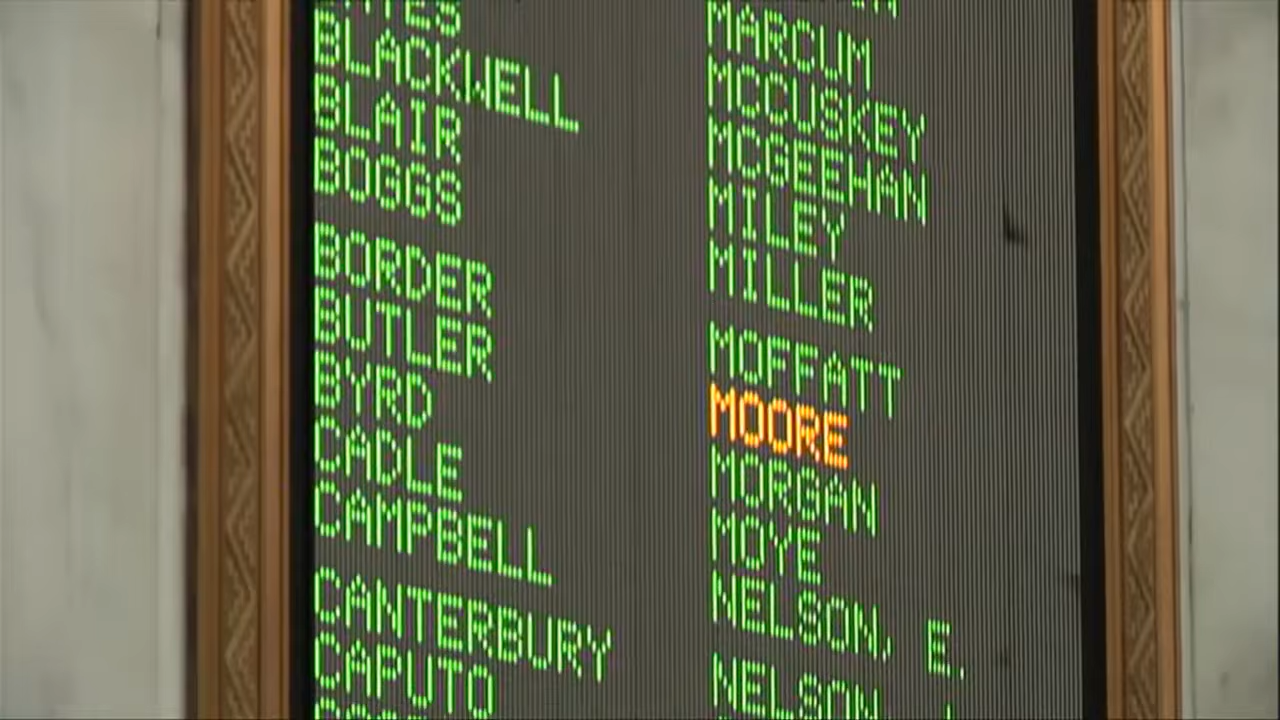 BLACKWELL
BLAIR
BOGGS
BORDER
BUTLER
BYRD
CADLE
CAMPBELL
CANTERBURY
CAPUTO
MARCUM
MCCUSKEY
MCGEEHAN
MILEY
MILLER
MOFFATT
MOORE
MORGAN
MOYE
NELSON, E.
NELSON,